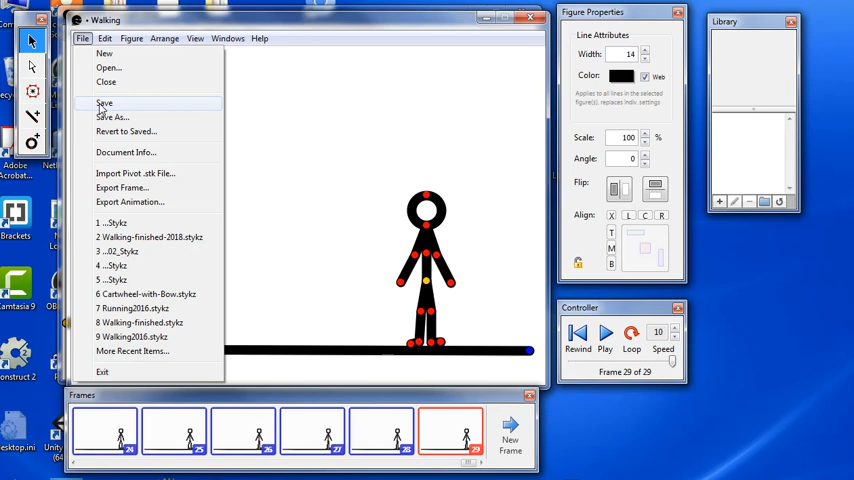 • Walking
File Edit Figure Arrange View Windows Help
New
Open...
Close
Save
Save As...
Revert to Saved...
Document Info...
Import Pivot .stk File...
Export Frame...
Export Animation...
1 ...Stykz
2 Walking-finished-2018.stykz
3 ...02_Stykz
4 ...Stykz
5 ...Stykz
6 Cartwheel-with-Bow.stykz
7 Running2016.stykz
8 Walking-finished.stykz
9 Walking2016.stykz
More Recent Items...
Exit
Figure Properties
Line Attributes
Width: 14
Color: Web
Applies to all lines in the selected
figure(s), replaces indiv. settings
Scale: 100 %
Angle: 0
Flip:
Align: X L C R
T
M
B
Library
Controller
10
Rewind Play Loop Speed
Frame 29 of 29
Frames
24 25 26 27 28 29
New
Frame
Adobe
Acrobat...
Brackets
Camtasia 9
Construct 2
desktop.ini